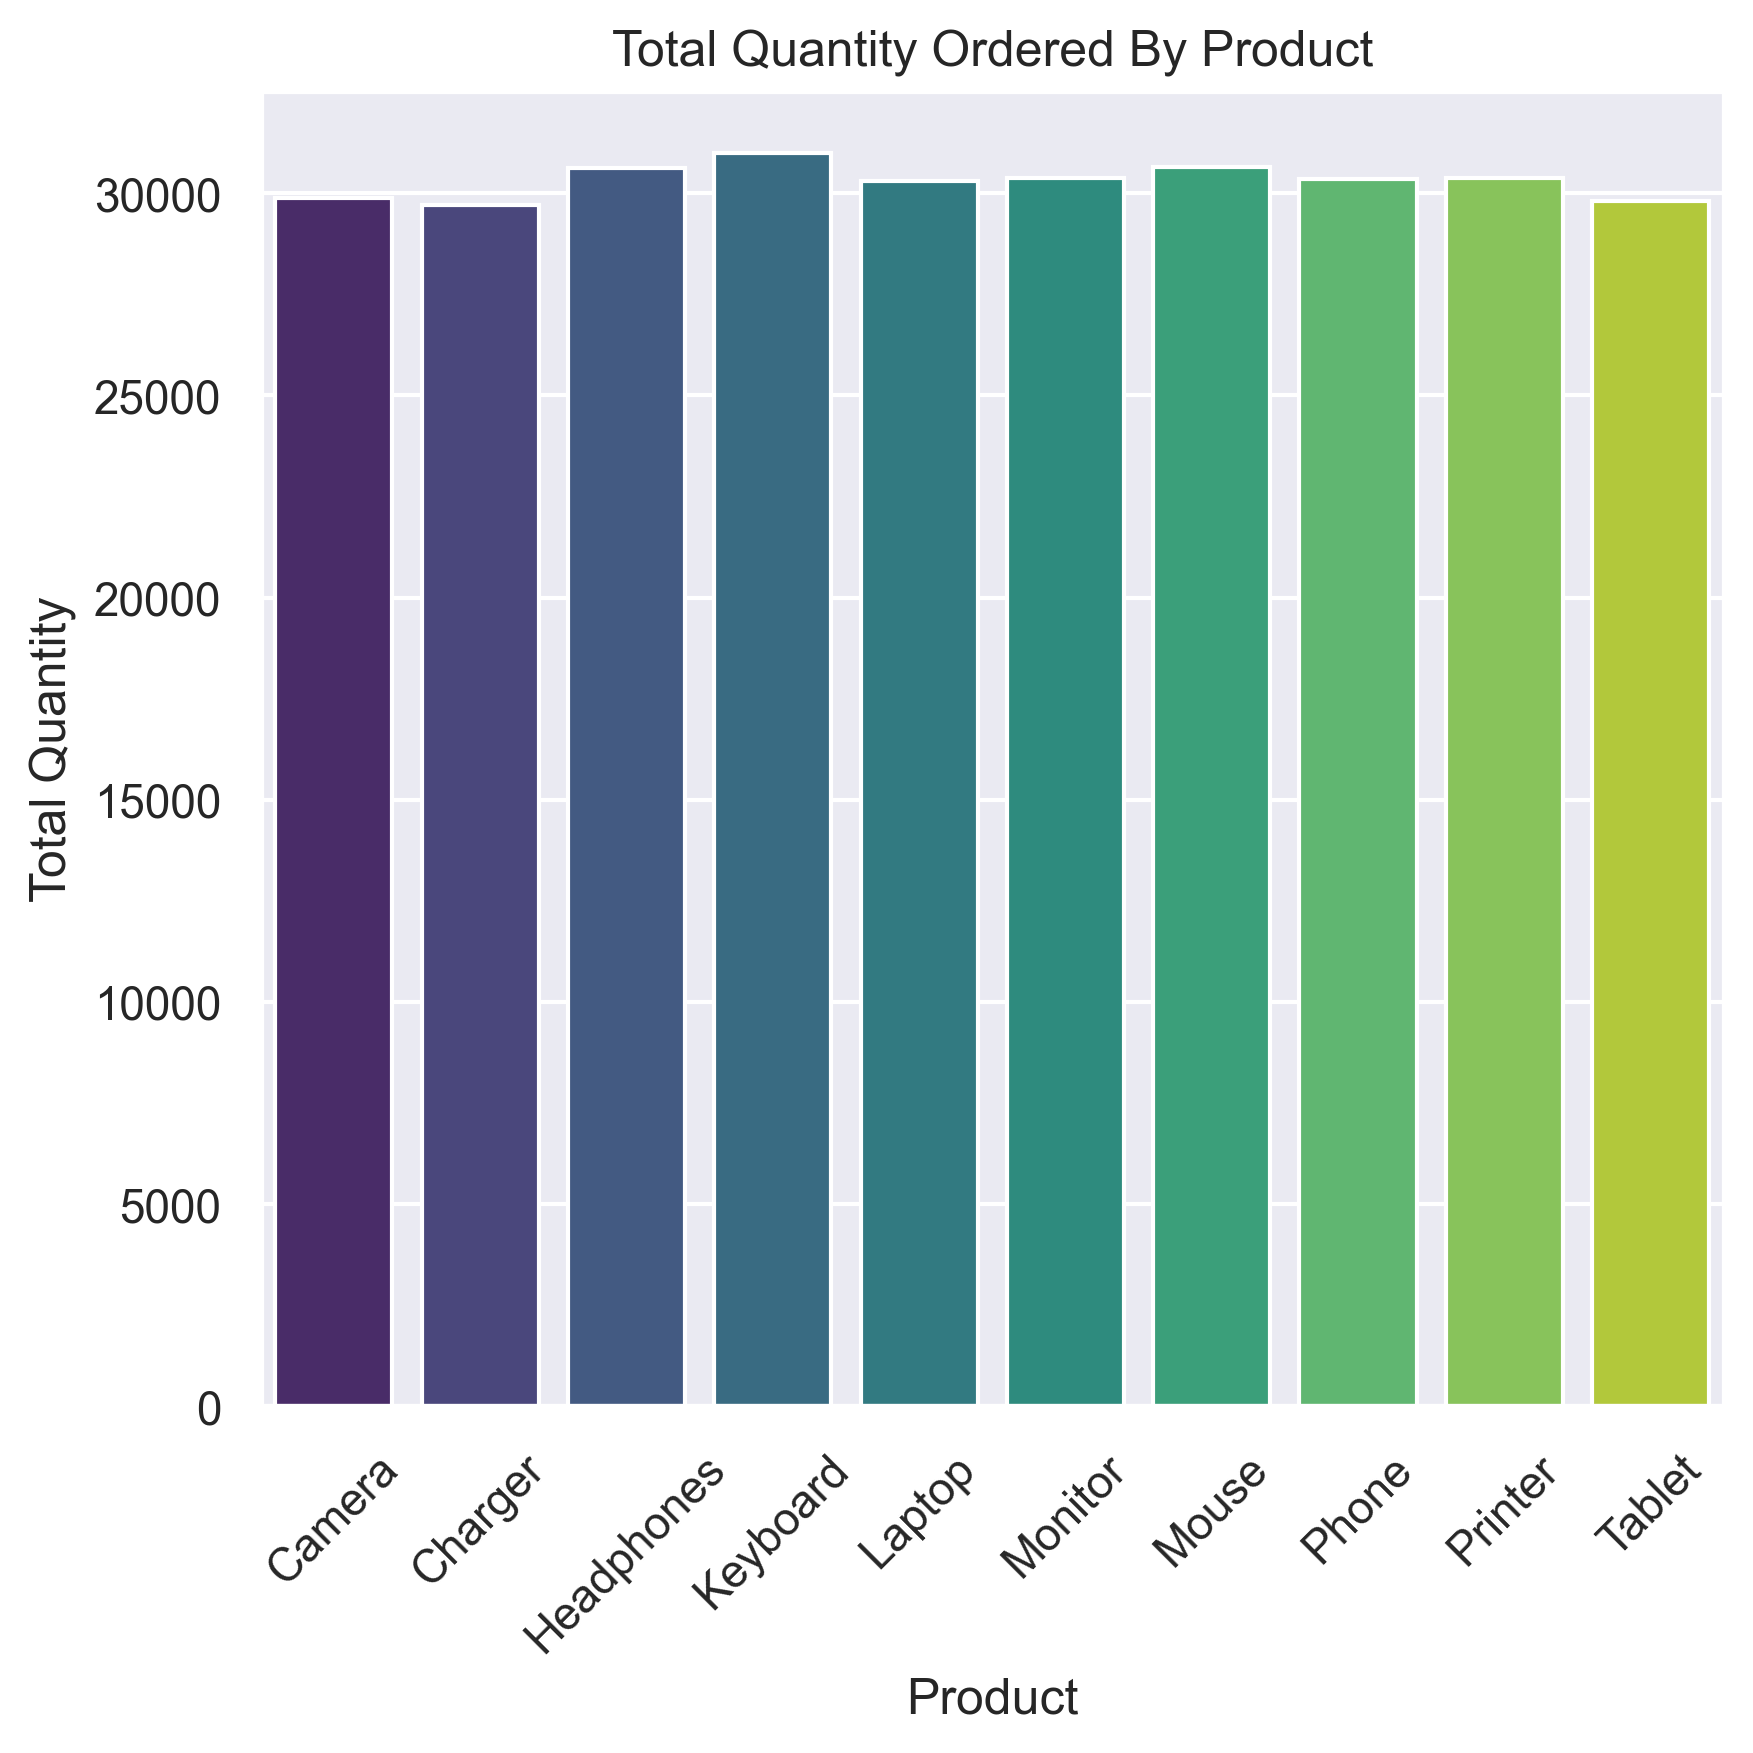 Total Quantity Ordered By Product
Total Quantity
30000
25000
20000
15000
10000
5000
0
Camera
Charger
Headphones
Keyboard
Laptop
Monitor
Mouse
Phone
Printer
Tablet
Product